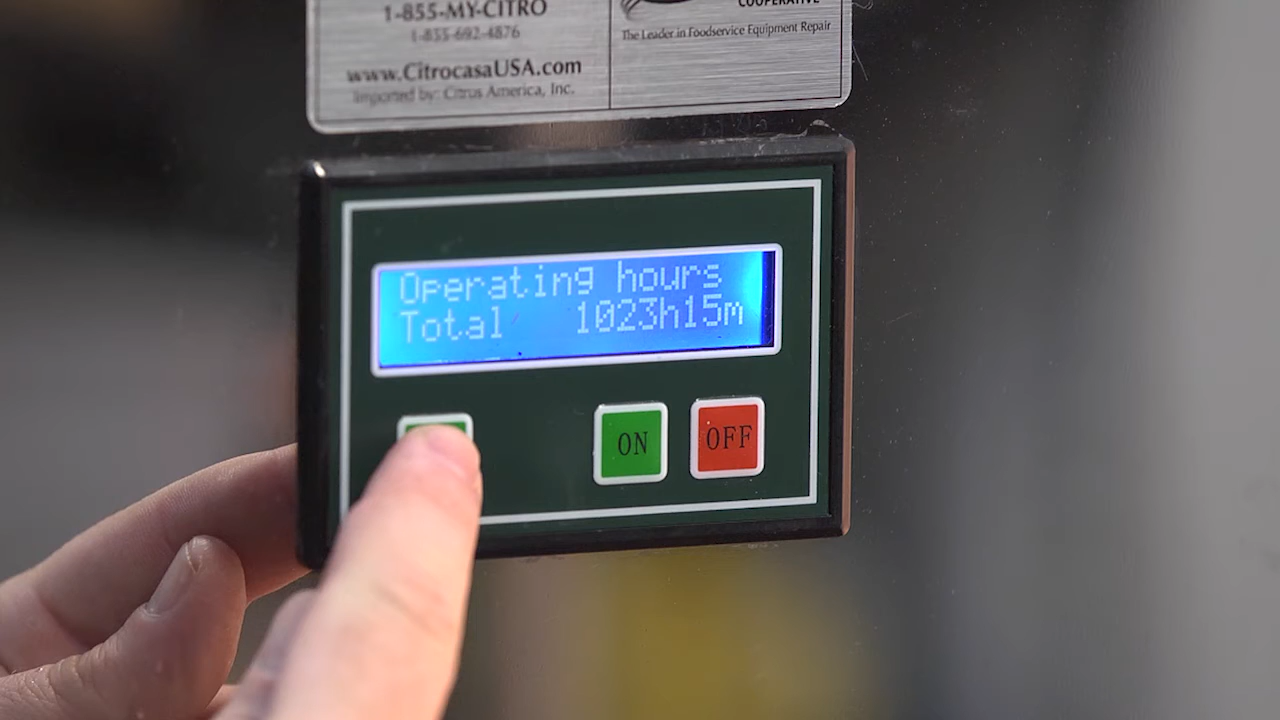 1-855-MY-CITRO
1-855-692-4876
www.CitrocasaUSA.com
Imported by: Citrus America, Inc.
COOPERATIVE
The Leader in Foodservice Equipment Repair
Operating hours
Total 1023h15m
ON
OFF